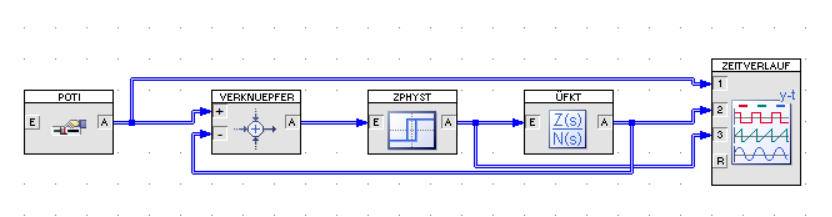 ZEITVERLAUF
POTI
VERKNUEPFER
ZPHYST
ÜFKT
1
y-t
E
A
+
-
A
E
A
E
Z(s)
N(s)
A
2
3
R